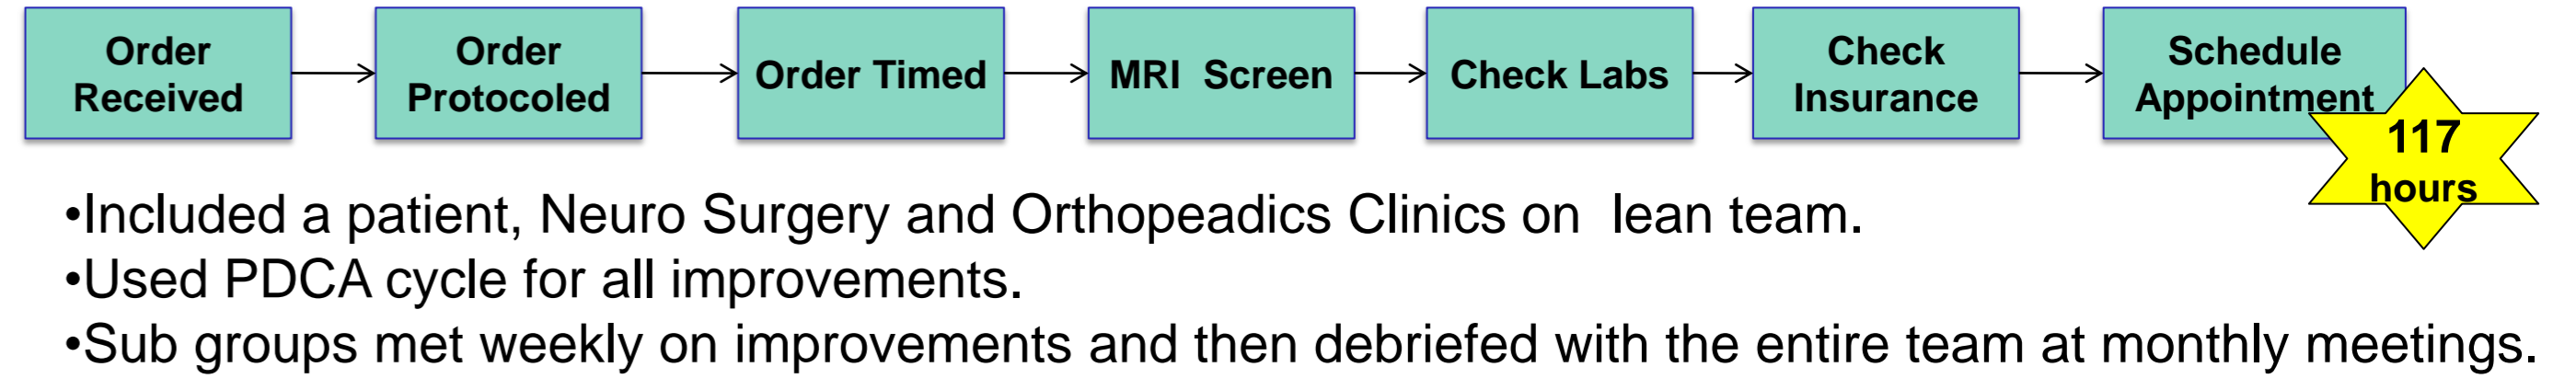 Order
Received
Order
Protocoled
Order Timed
MRI Screen
Check Labs
Check
Insurance
Schedule
Appointment
117
hours
•Included a patient, Neuro Surgery and Orthopeadics Clinics on lean team.
•Used PDCA cycle for all improvements.
•Sub groups met weekly on improvements and then debriefed with the entire team at monthly meetings.